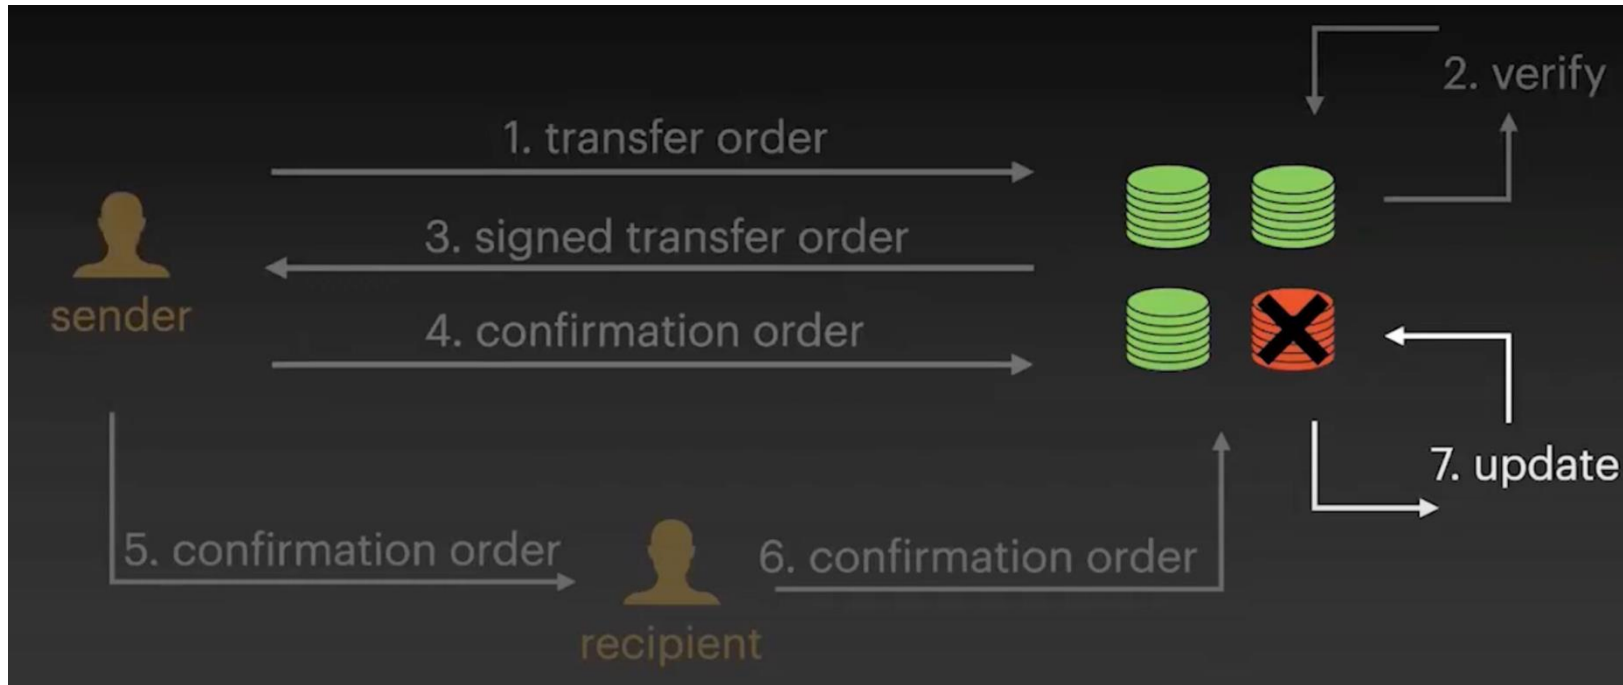 2. verify
1. transfer order
3. signed transfer order
sender
4. confirmation order
7. update
5. confirmation order
6. confirmation order
recipient